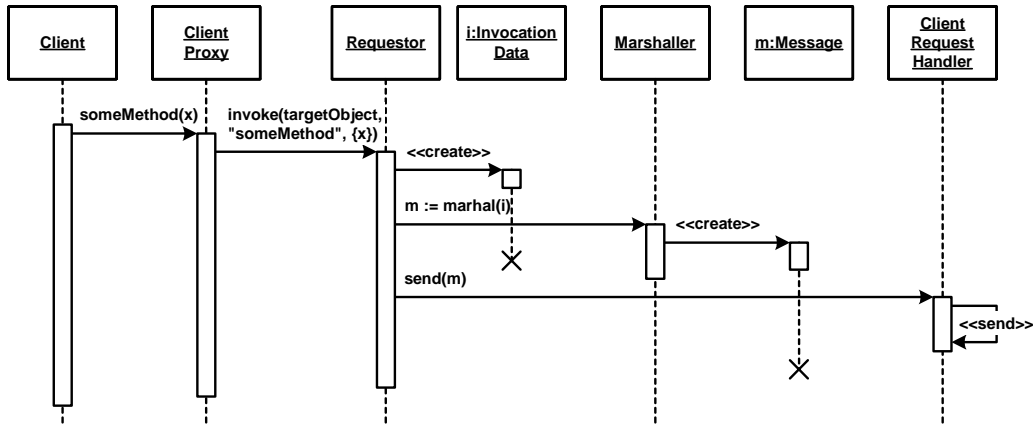 Client
Client
Proxy
Requestor
i:Invocation
Data
Marshaller
m:Message
Client
Request
Handler
someMethod(x)
invoke(targetObject,
"someMethod", {x})
<<create>>
m := marhal(i)
<<create>>
send(m)
<<send>>